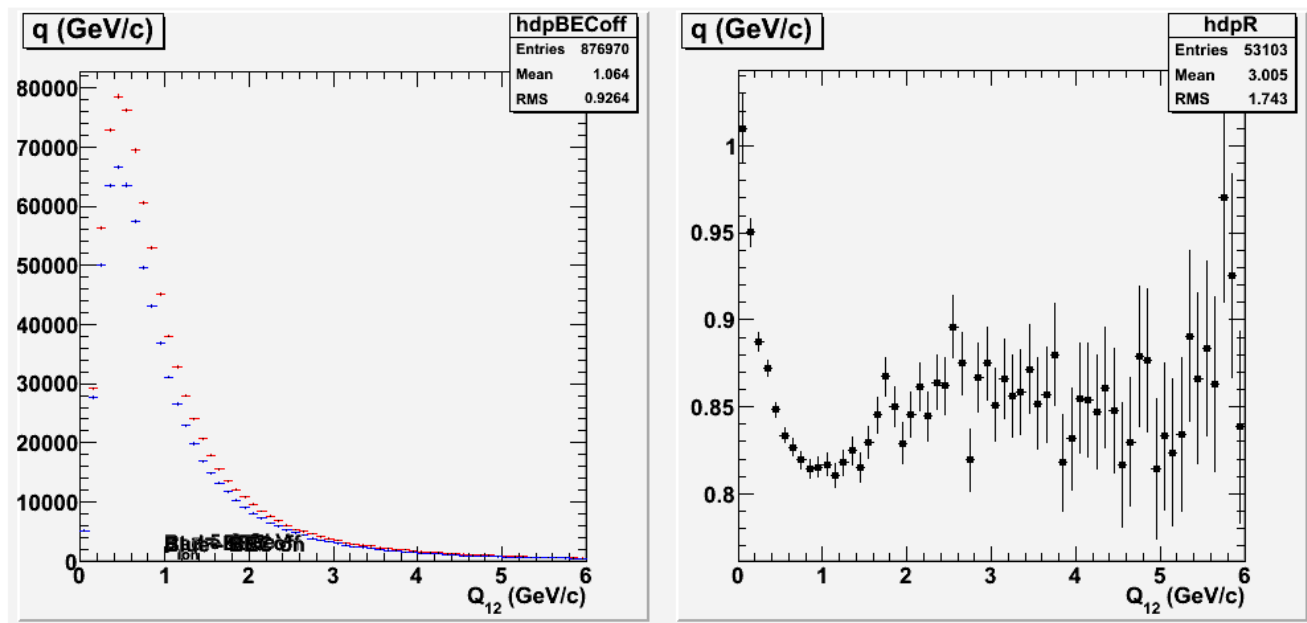 q (GeV/c)
hdpBECoff
Entries 876970
Mean 1.064
RMS 0.9264
80000
70000
60000
50000
40000
30000
20000
10000
0
0 1 2 3 4 5 6
Q12 (GeV/c)
q (GeV/c)
hdpR
Entries 53103
Mean 3.005
RMS 1.743
1
0.95
0.9
0.85
0.8
0 1 2 3 4 5 6
Q12 (GeV/c)